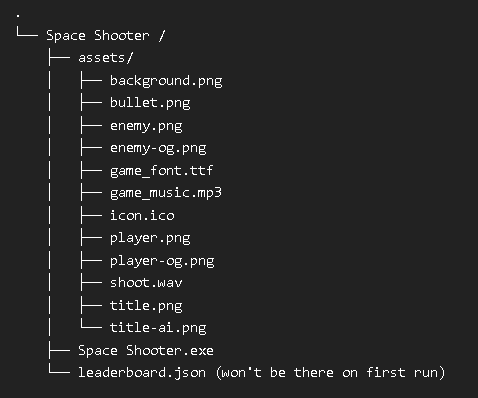 .
└── Space Shooter /
    ├── assets/
    │   ├── background.png
    │   ├── bullet.png
    │   ├── enemy.png
    │   ├── enemy-og.png
    │   ├── game_font.ttf
    │   ├── game_music.mp3
    │   ├── icon.ico
    │   ├── player.png
    │   ├── player-og.png
    │   ├── shoot.wav
    │   ├── title.png
    │   └── title-ai.png
    ├── Space Shooter.exe
    └── leaderboard.json (won't be there on first run)